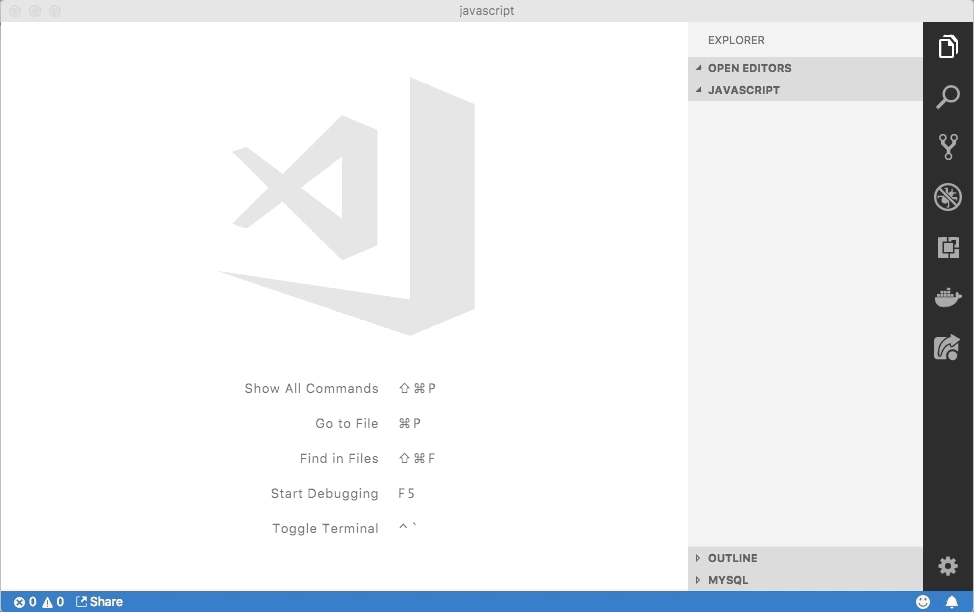 javascript
EXPLORER
OPEN EDITORS
JAVASCRIPT
Show All Commands ⇧⌘P
Go to File ⌘P
Find in Files ⇧⌘F
Start Debugging F5
Toggle Terminal ^`
OUTLINE
MYSQL
0 0 Share